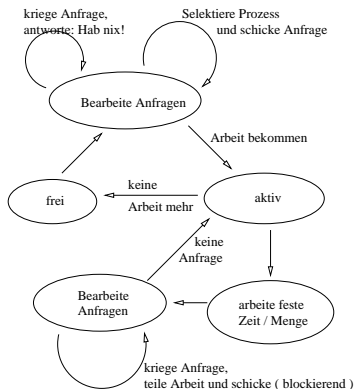 kriege Anfrage,
antworte: Hab nix!
Selektiere Prozess
und schicke Anfrage
Bearbeite Anfragen
Arbeit bekommen
frei
keine
Arbeit mehr
aktiv
keine
Anfrage
Bearbeite
Anfragen
arbeite feste
Zeit / Menge
kriege Anfrage,
teile Arbeit und schicke ( blockierend )